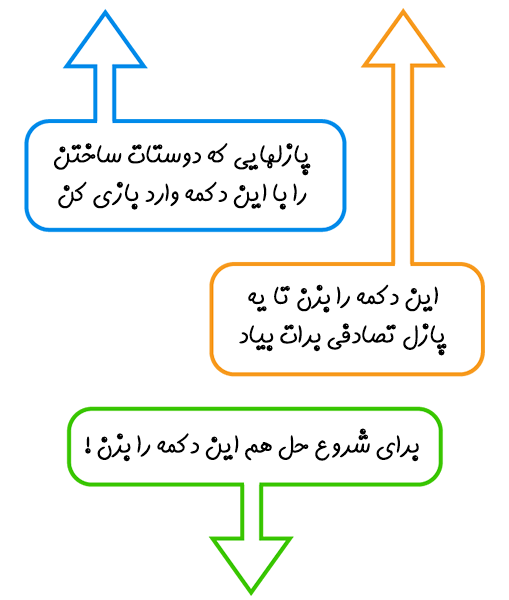 پازلهایی که دوستات ساختن
را با این دکمه وارد بازی کن
این دکمه را بزن تا یه
پازل تصادفی برات بیاد
برای شروع حل هم این دکمه را بزن !